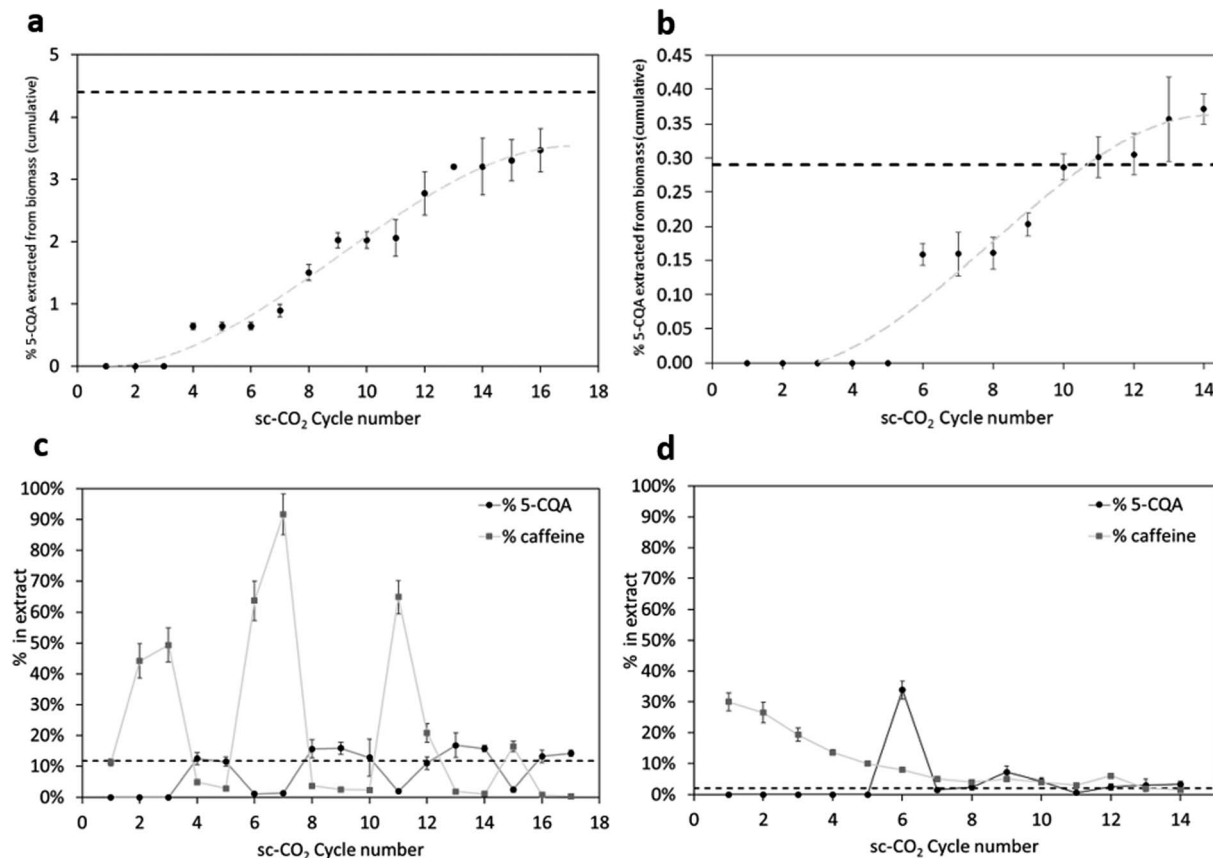 a
% 5-CQA extracted from biomass (cumulative)
5
4
3
2
1
0
0 2 4 6 8 10 12 14 16 18
sc-CO₂ Cycle number
b
% 5-CQA extracted from biomass (cumulative)
0.45
0.40
0.35
0.30
0.25
0.20
0.15
0.10
0.05
0.00
0 2 4 6 8 10 12 14
sc-CO₂ Cycle number
c
% in extract
100%
90%
80%
70%
60%
50%
40%
30%
20%
10%
0%
% 5-CQA
% caffeine
0 2 4 6 8 10 12 14 16 18
sc-CO₂ Cycle number
d
% in extract
100%
90%
80%
70%
60%
50%
40%
30%
20%
10%
0%
% 5-CQA
% caffeine
0 2 4 6 8 10 12 14
sc-CO₂ Cycle number